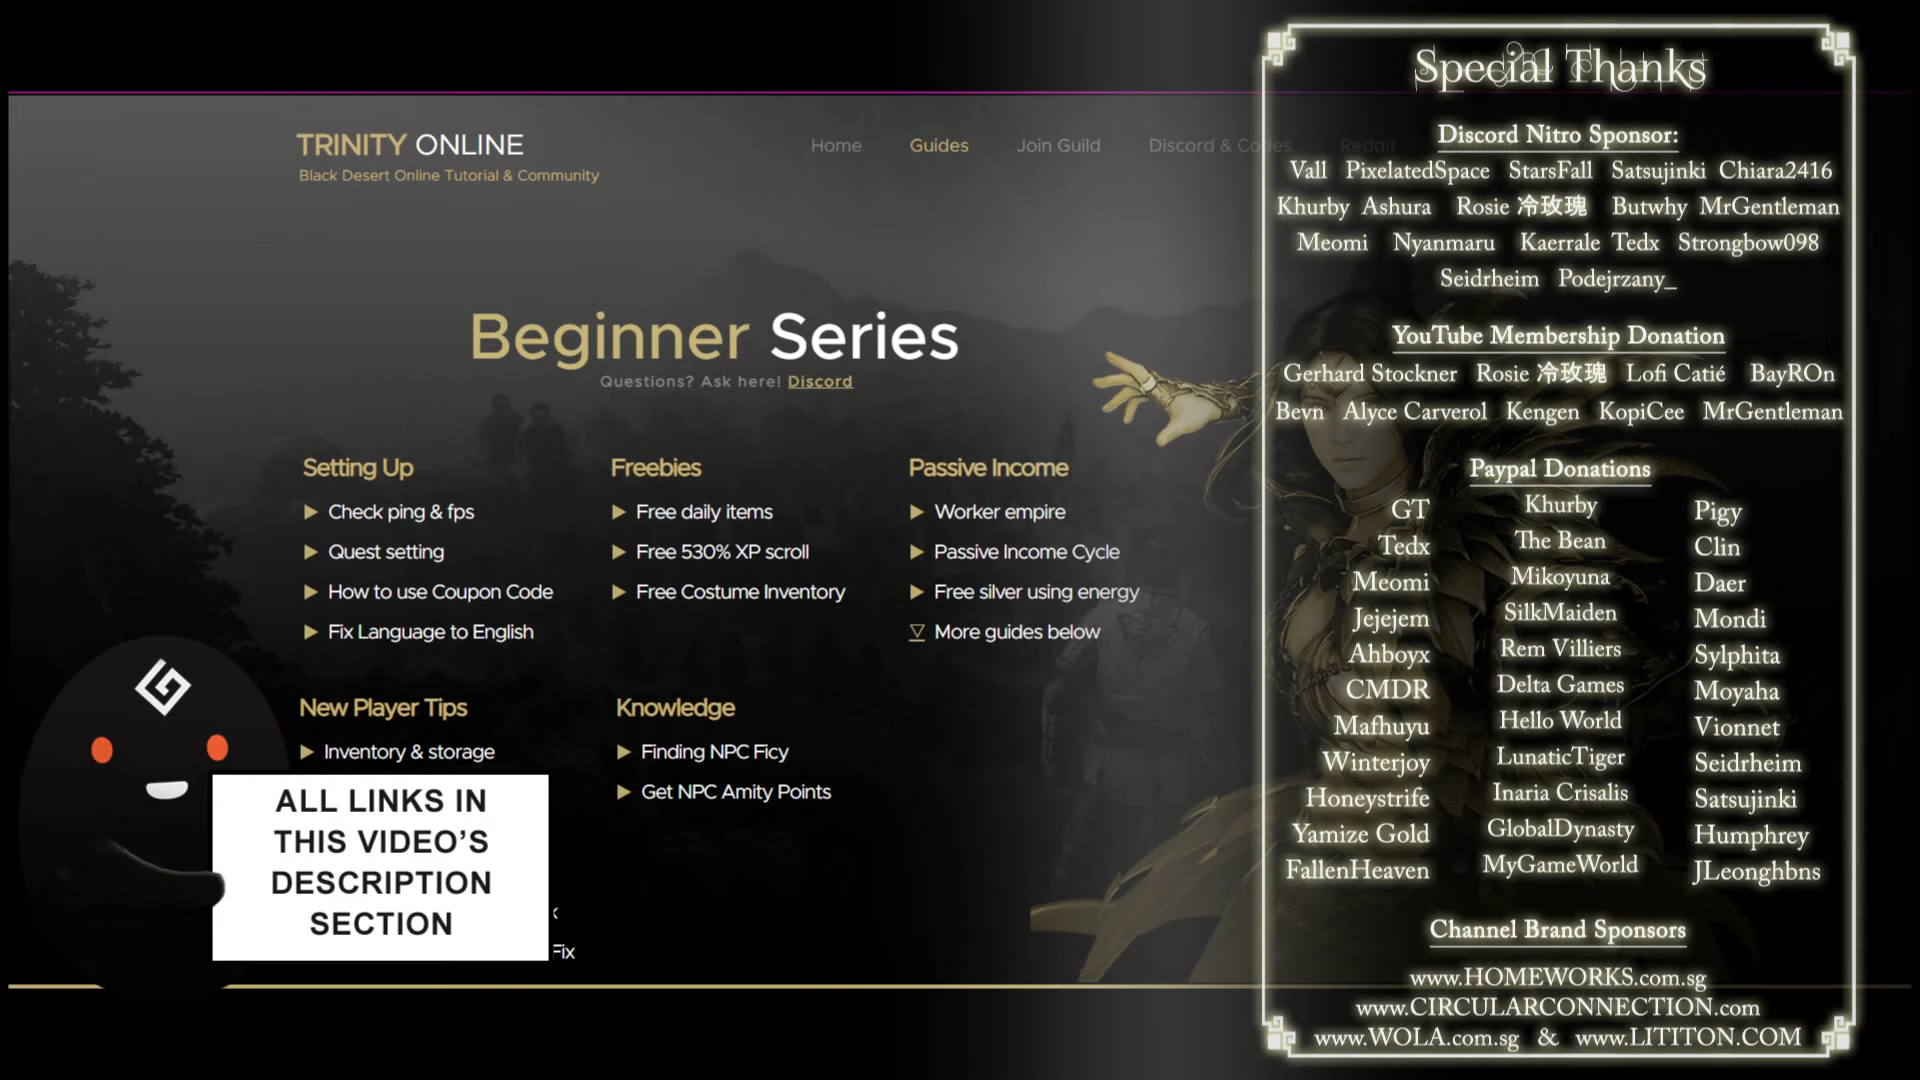 TRINITY ONLINE
Black Desert Online Tutorial & Community
Home Guides Join Guild Discord & Codes Reddit
Beginner Series
Questions? Ask here! Discord
Setting Up
Check ping & fps
Quest setting
How to use Coupon Code
Fix Language to English
Freebies
Free daily items
Free 530% XP scroll
Free Costume Inventory
Passive Income
Worker empire
Passive Income Cycle
Free silver using energy
More guides below
New Player Tips
Inventory & storage
Knowledge
Finding NPC Ficy
Get NPC Amity Points
Fix
ALL LINKS IN
THIS VIDEO'S
DESCRIPTION
SECTION
Special Thanks
Discord Nitro Sponsor:
Vall PixelatedSpace StarsFall Satsujinki Chiara2416
Khurby Ashura Rosie 冷玫瑰 Butwhy MrGentleman
Meomi Nyanmaru Kaerrale Tedx Strongbow098
Seidrheim Podejrzany_
YouTube Membership Donation
Gerhard Stockner Rosie 冷玫瑰 Lofi Catié BayROn
Bevn Alyce Carverol Kengen KopiCee MrGentleman
Paypal Donations
GT Khurby Pigy
Tedx The Bean Clin
Meomi Mikoyuna Daer
Jejejem SilkMaiden Mondi
Ahboyx Rem Villiers Sylphita
CMDR Delta Games Moyaha
Mafhuyu Hello World Vionnet
Winterjoy LunaticTiger Seidrheim
Honeystrife Inaria Crisalis Satsujinki
Yamize Gold GlobalDynasty Humphrey
FallenHeaven MyGameWorld JLeonghbns
Channel Brand Sponsors
www.HOMEWORKS.com.sg
www.CIRCULARCONNECTION.com
www.WOLA.com.sg & www.LITITON.COM